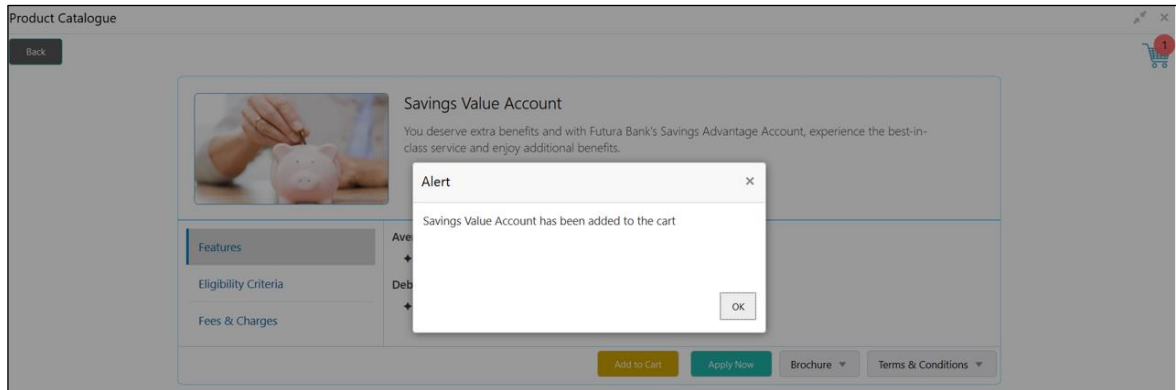 Product Catalogue
Back
1
Savings Value Account
You deserve extra benefits and with Futura Bank's Savings Advantage Account, experience the best-in-
class service and enjoy additional benefits.
Alert
Savings Value Account has been added to the cart
OK
Features
Eligibility Criteria
Fees & Charges
Add to Cart
Apply Now
Brochure
Terms & Conditions